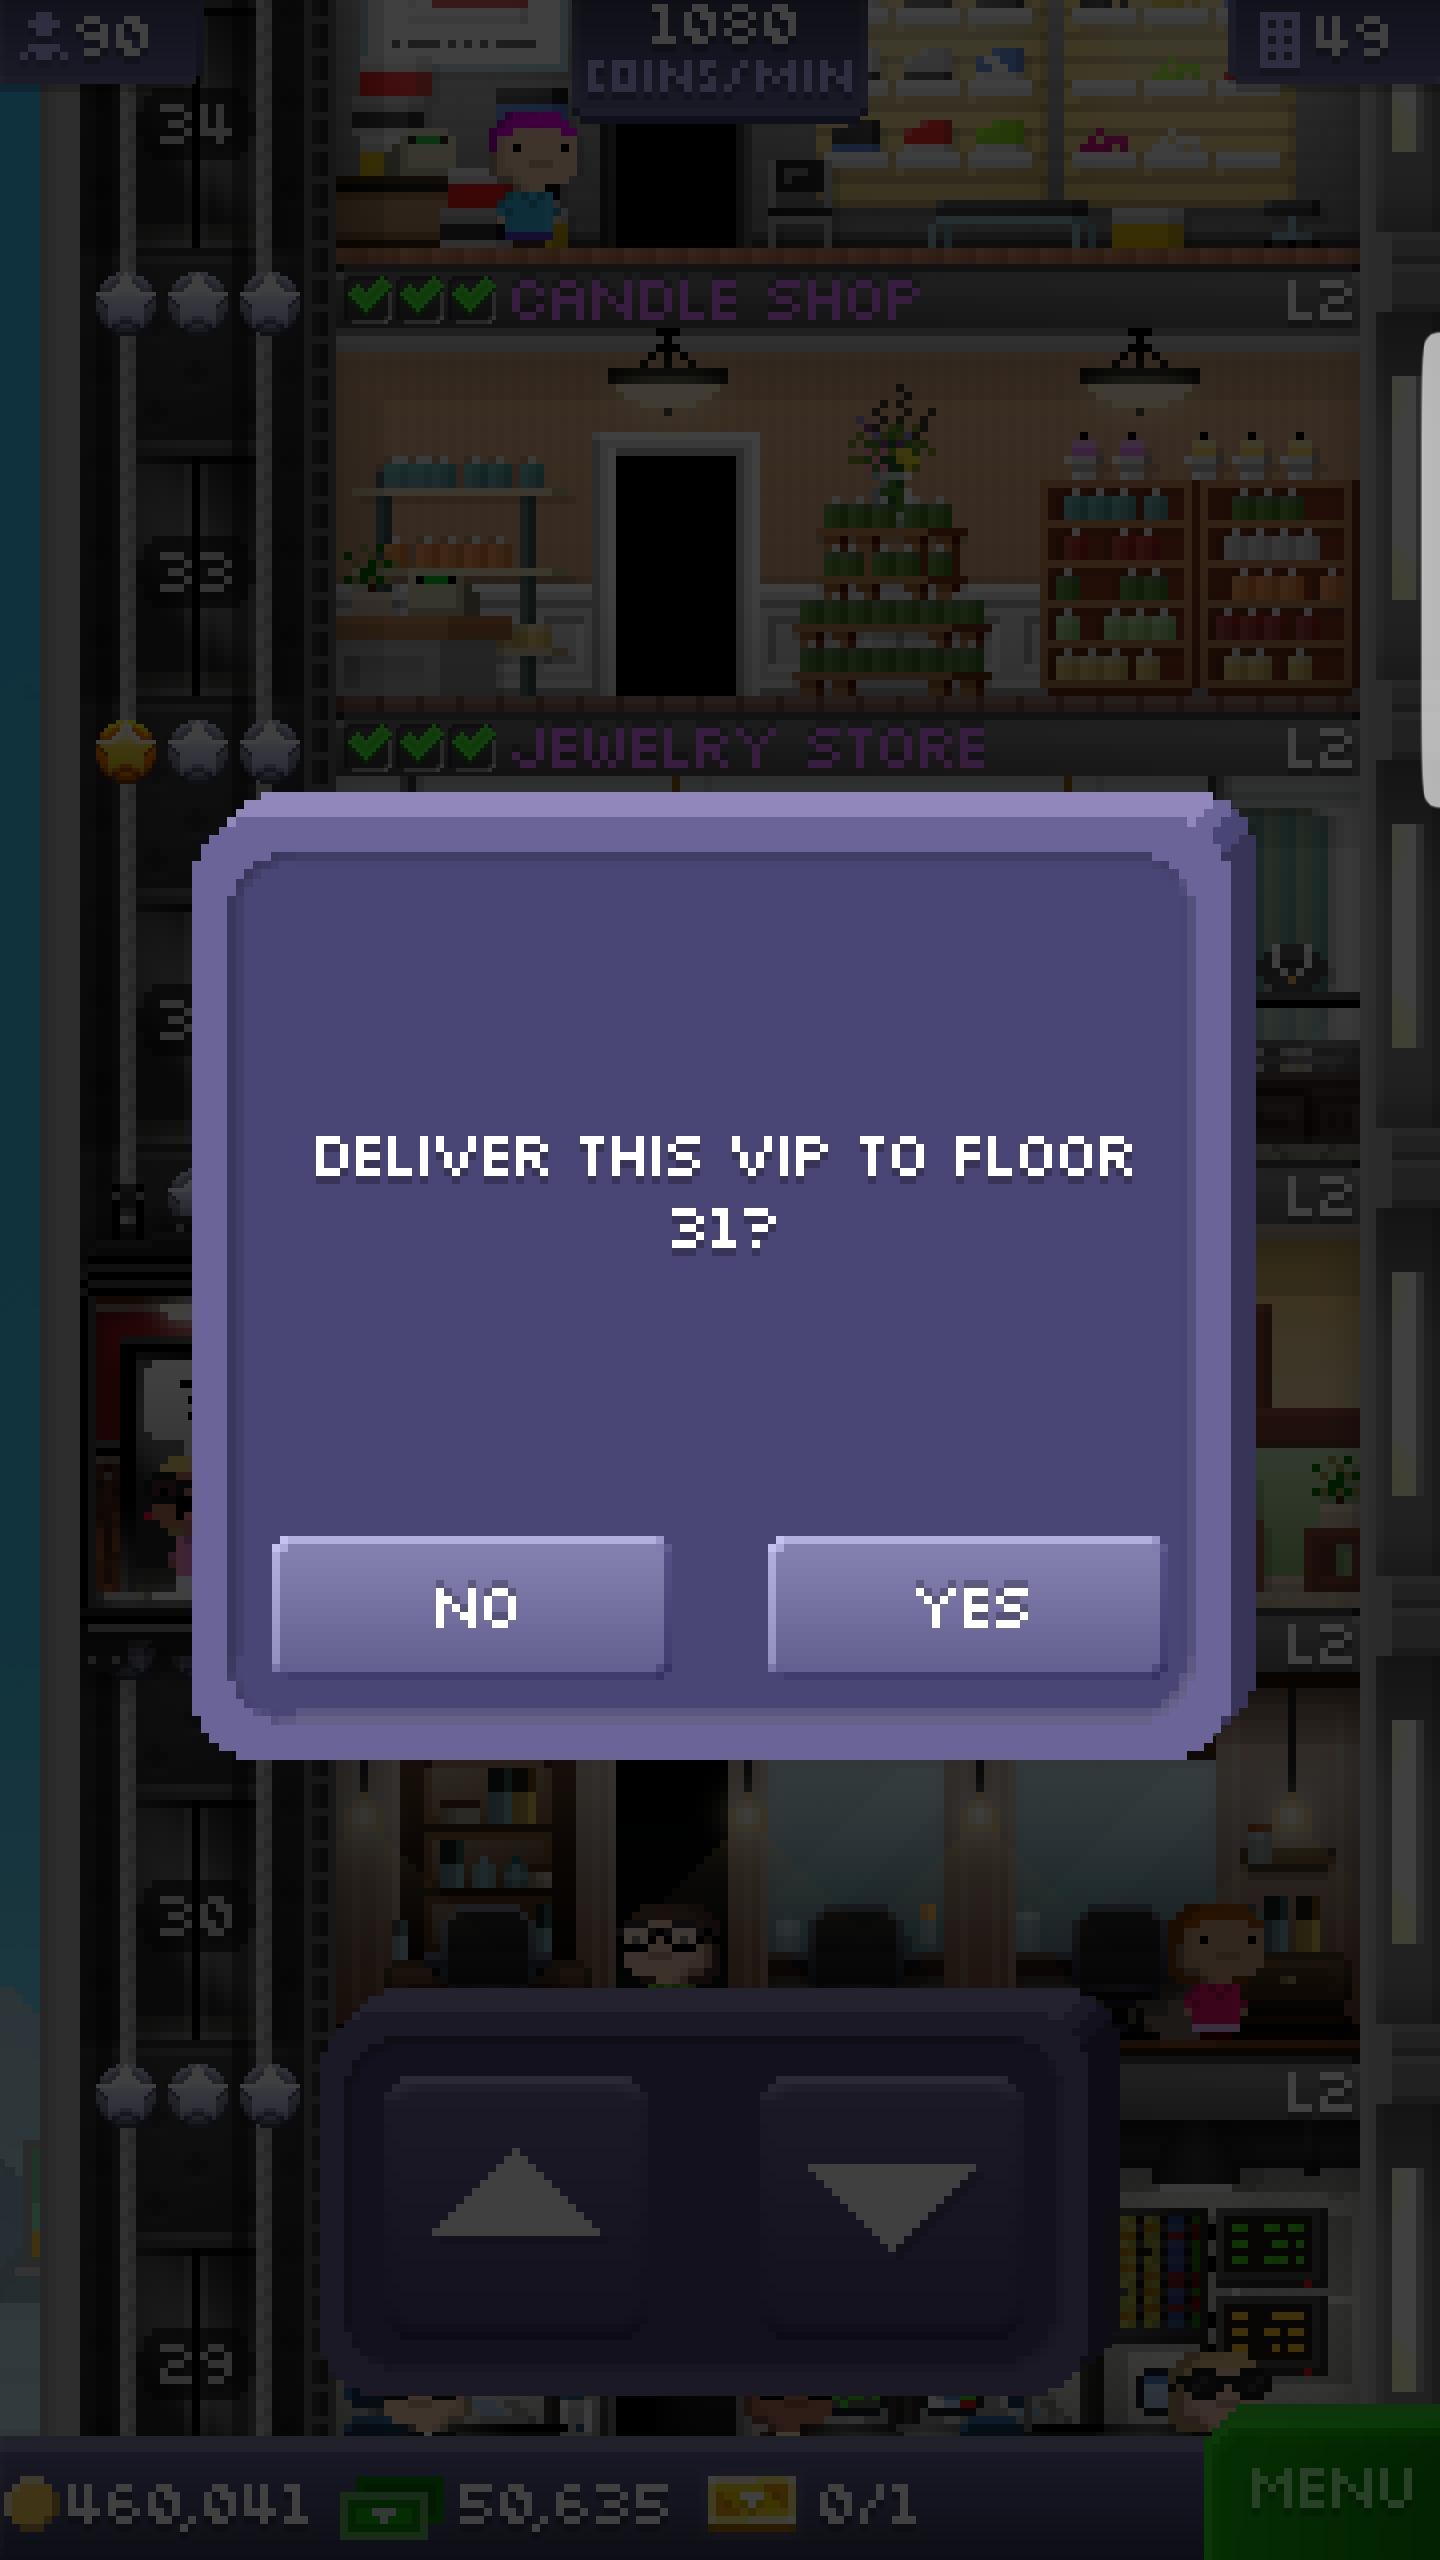 90
1080
COINS/MIN
49
34
CANDLE SHOP L2
33
JEWELRY STORE L2
DELIVER THIS VIP TO FLOOR
31?
L2
NO YES
L2
30
L2
29
460,041 50,635 0/1
MENU